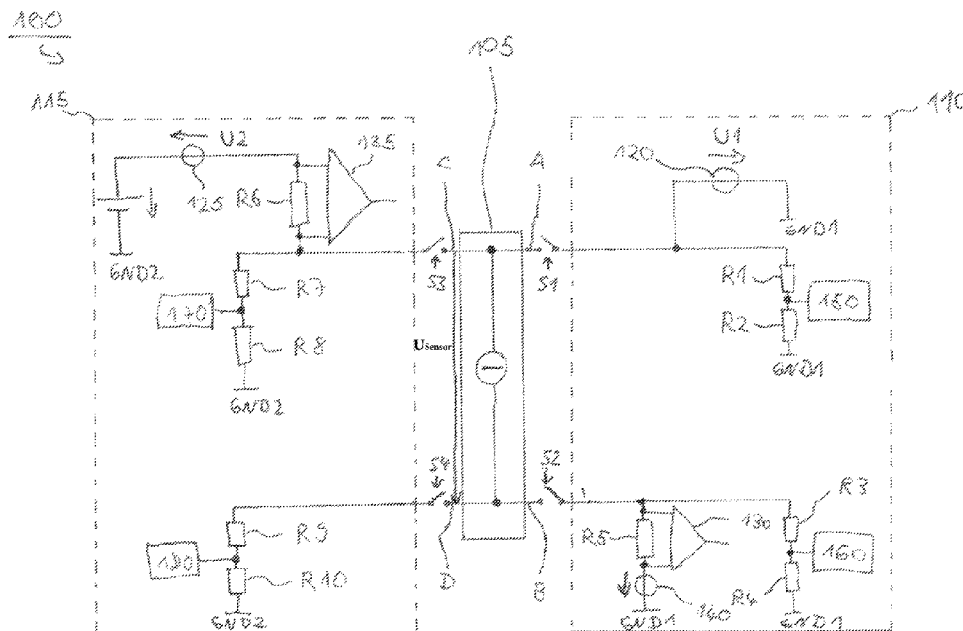 100
105
115
110
U2
135
C
A
120
U1
125
R6
GND1
GND2
S3
S1
R7
R1
170
150
R2
R8
USensor
GND1
GND2
S4
S2
R3
R9
R5
130
180
160
R10
D
B
140
R4
GND2
GND1
GND1